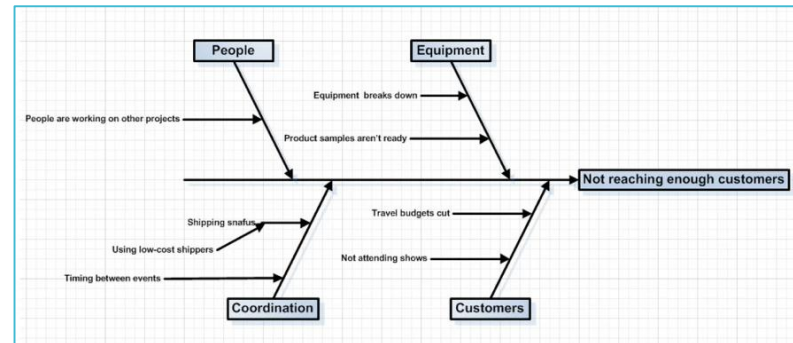 People
Equipment
Equipment breaks down
People are working on other projects
Product samples aren't ready
Not reaching enough customers
Shipping snafus
Travel budgets cut
Using low-cost shippers
Not attending shows
Timing between events
Coordination
Customers